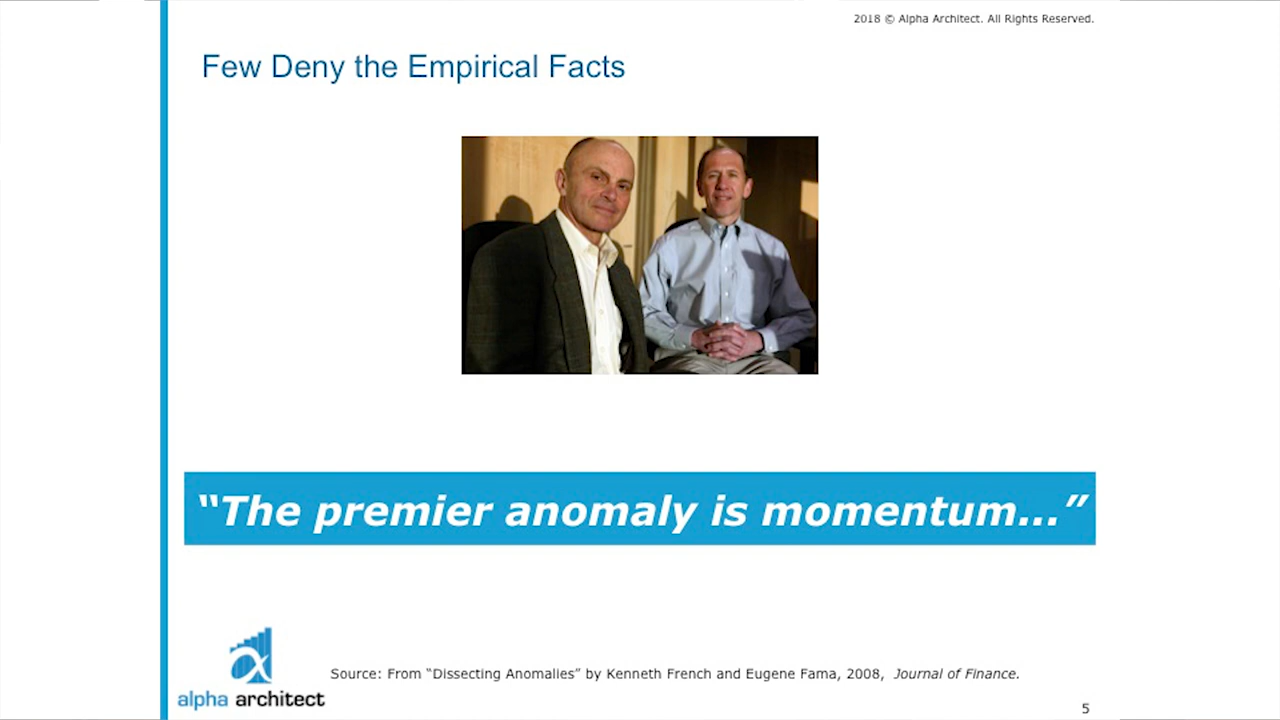 2018 © Alpha Architect. All Rights Reserved.
Few Deny the Empirical Facts
“The premier anomaly is momentum…”
alpha architect
Source: From “Dissecting Anomalies” by Kenneth French and Eugene Fama, 2008, Journal of Finance.
5